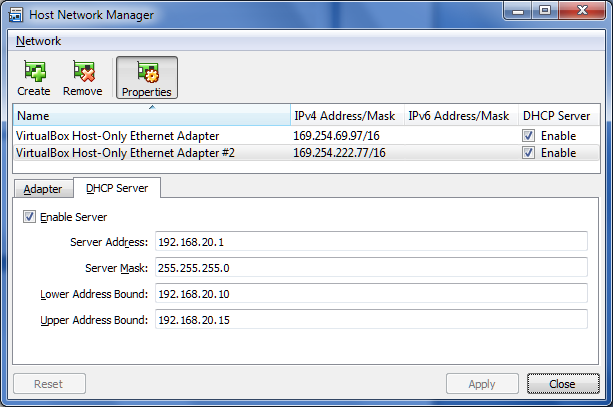 Host Network Manager
Network
Create Remove Properties
Name IPv4 Address/Mask IPv6 Address/Mask DHCP Server
VirtualBox Host-Only Ethernet Adapter 169.254.69.97/16 Enable
VirtualBox Host-Only Ethernet Adapter #2 169.254.222.77/16 Enable
Adapter DHCP Server
Enable Server
Server Address: 192.168.20.1
Server Mask: 255.255.255.0
Lower Address Bound: 192.168.20.10
Upper Address Bound: 192.168.20.15
Reset Apply Close